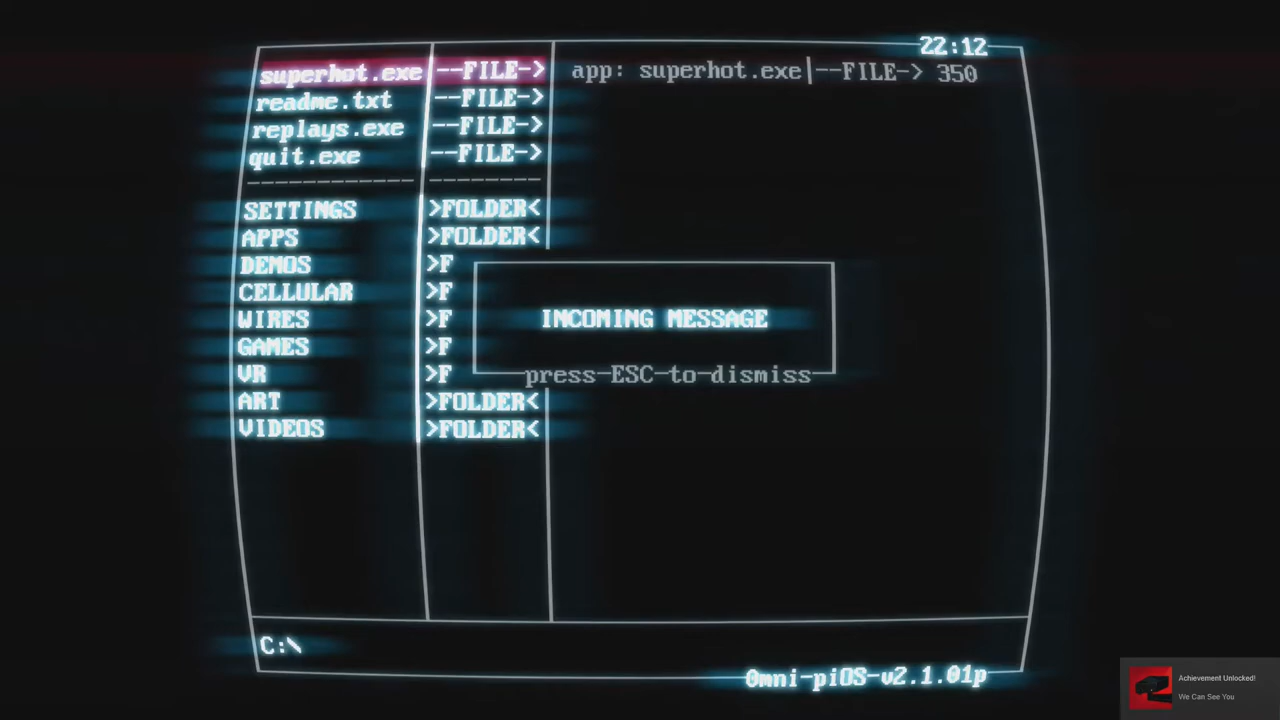 22:12
superhot.exe --FILE-> app: superhot.exe --FILE-> 350
readme.txt --FILE->
replays.exe --FILE->
quit.exe --FILE->
SETTINGS >FOLDER<
APPS >FOLDER<
DEMOS >F
CELLULAR >F
WIRES >F
GAMES >F
VR >F
ART >FOLDER<
VIDEOS >FOLDER<
INCOMING MESSAGE
press-ESC-to-dismiss
C:\
0mni-piOS-v2.1.01p
Achievement Unlocked!
We Can See You